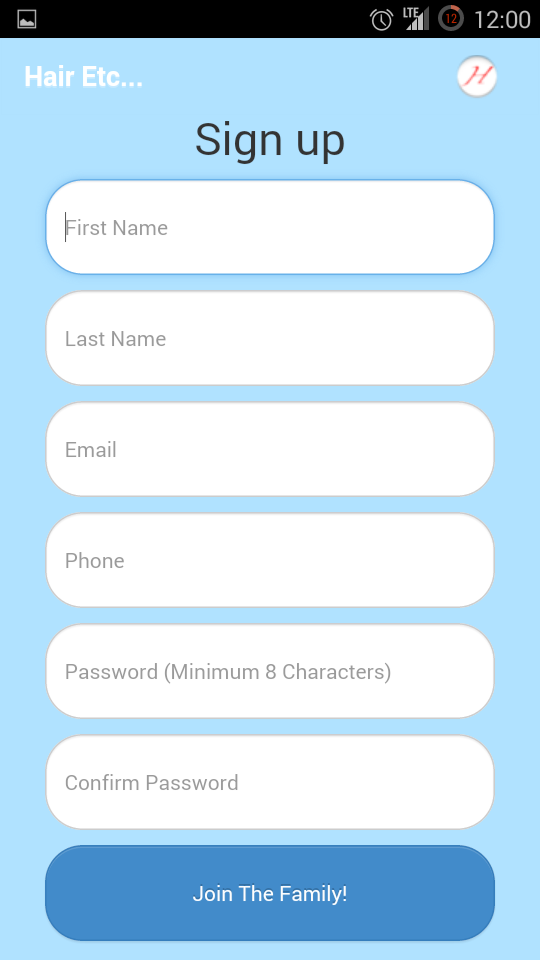 LTE 12 12:00
Hair Etc...
H
Sign up
First Name
Last Name
Email
Phone
Password (Minimum 8 Characters)
Confirm Password
Join The Family!